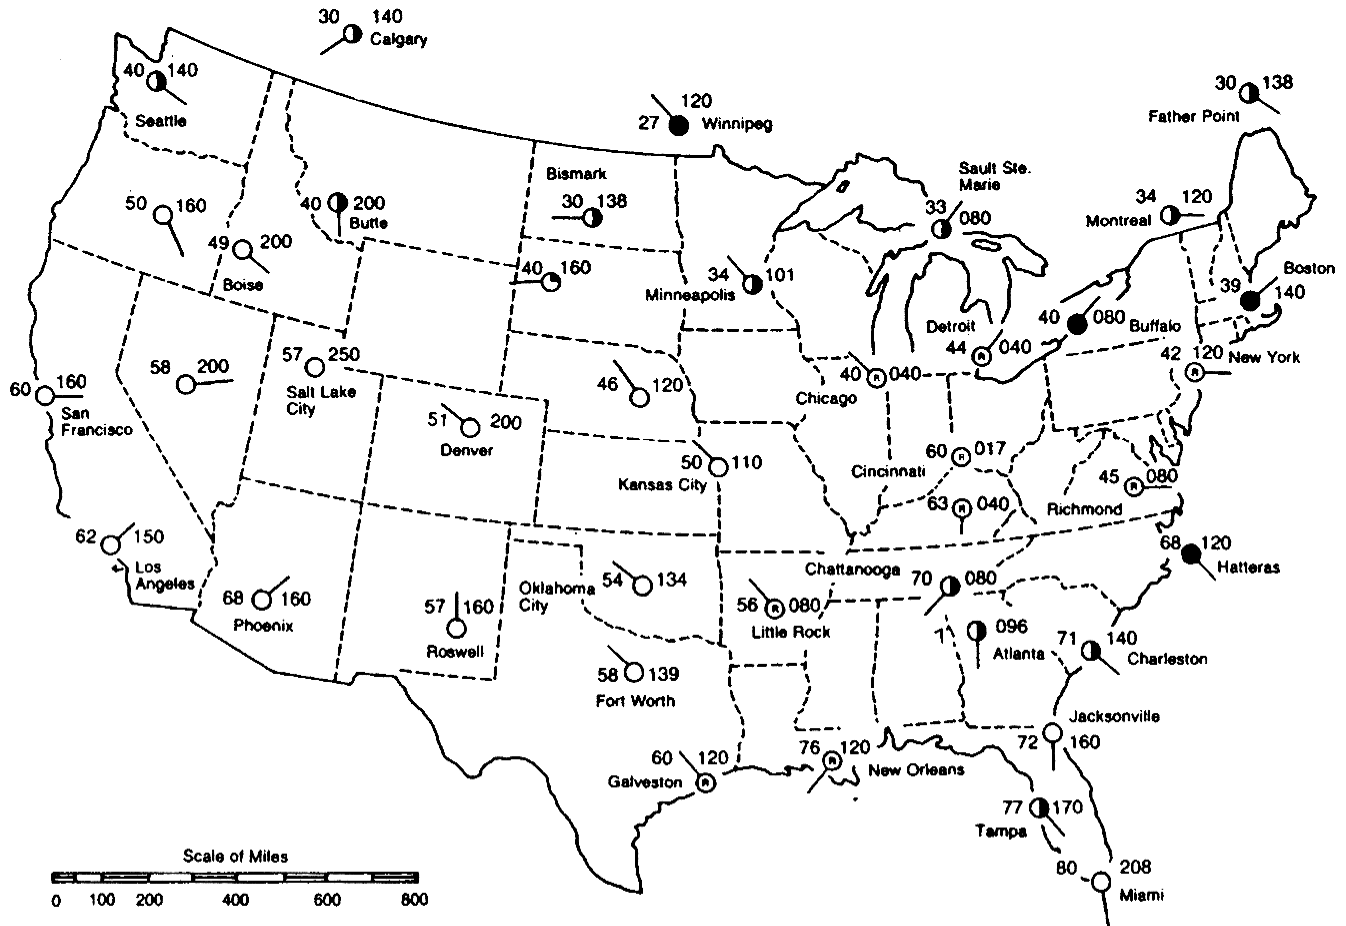 30 140
Calgary
40 140
Seattle
120
27 Winnipeg
30 138
Father Point
Bismark
30 138
Sault Ste.
Marie
33 080
34 120
Montreal
50 160
40 200
Butte
49 200
Boise
40 160
34 101
Minneapolis
Boston
39 140
Detroit
44 040
40 080 Buffalo
42 120
New York
57 250
Salt Lake
City
58 200
60 160
San
Francisco
46 120
40 040
Chicago
51 200
Denver
50 110
Kansas City
60 017
Cincinnati
45 080
Richmond
63 040
62 150
Los
Angeles
68 160
Phoenix
57 160
Roswell
Oklahoma
City
54 134
Chattanooga
70 080
68 120
Hatteras
56 080
Little Rock
096
Atlanta
71 140
Charleston
58 139
Fort Worth
Jacksonville
72 160
60 120
Galveston
76 120
New Orleans
77 170
Tampa
80 208
Miami
Scale of Miles
0 100 200 400 600 800
R
R
R
R
R
R
R
R
R